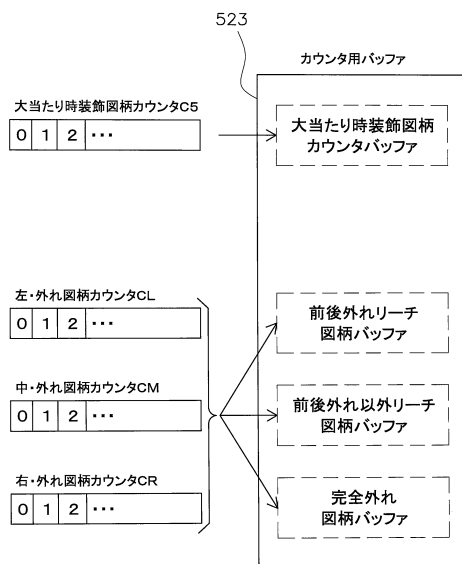 523
カウンタ用バッファ
大当たり時装飾図柄カウンタC5
0 1 2 ･･･
大当たり時装飾図柄
カウンタバッファ
左・外れ図柄カウンタCL
0 1 2 ･･･
前後外れリーチ
図柄バッファ
中・外れ図柄カウンタCM
0 1 2 ･･･
前後外れ以外リーチ
図柄バッファ
右・外れ図柄カウンタCR
0 1 2 ･･･
完全外れ
図柄バッファ